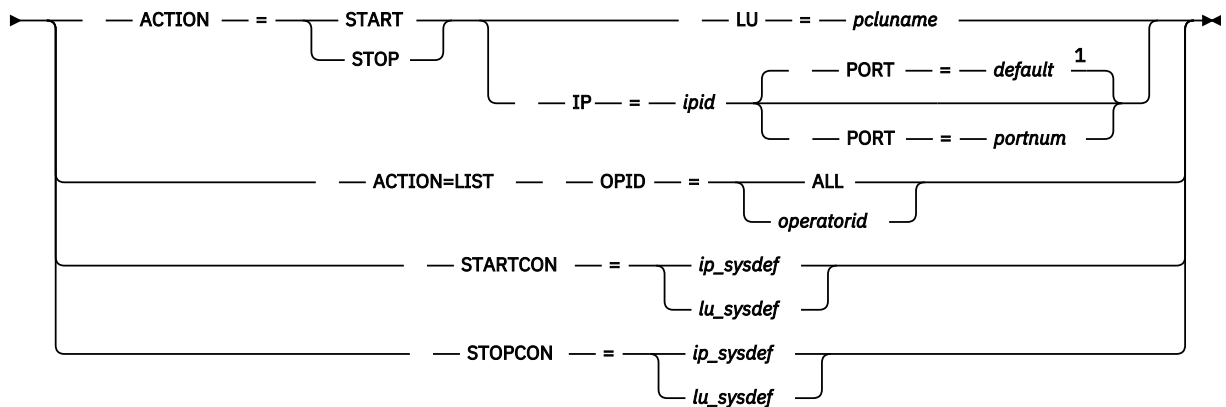 ACTION = START LU = pcluname
STOP
PORT = default 1
IP = ipid
PORT = portnum
ACTION=LIST OPID = ALL
operatorid
STARTCON = ip_sysdef
lu_sysdef
STOPCON = ip_sysdef
lu_sysdef